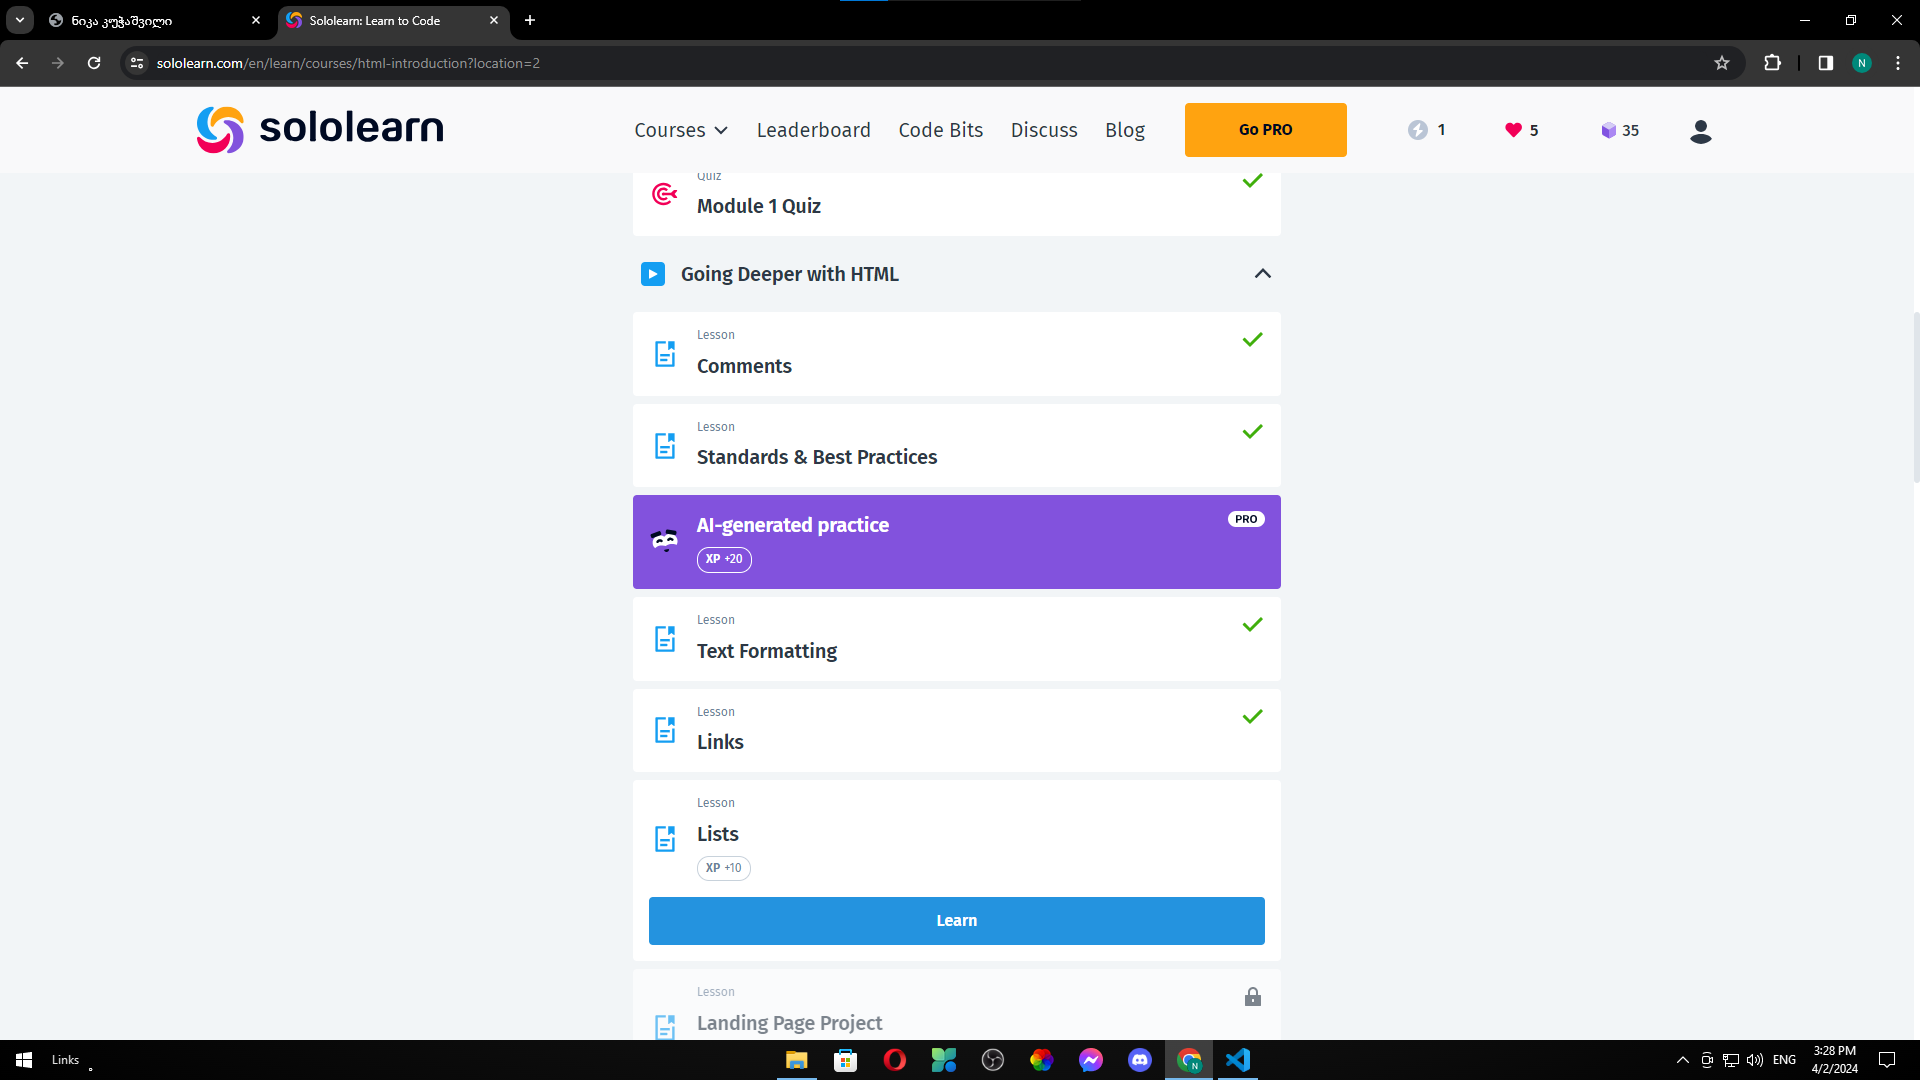 ნიკა კუჭაშვილი
Sololearn: Learn to Code
sololearn.com/en/learn/courses/html-introduction?location=2
N
sololearn
Courses
Leaderboard
Code Bits
Discuss
Blog
Go PRO
1
5
35
Quiz
Module 1 Quiz
Going Deeper with HTML
Lesson
Comments
Lesson
Standards & Best Practices
AI-generated practice
PRO
XP +20
Lesson
Text Formatting
Lesson
Links
Lesson
Lists
XP +10
Learn
Lesson
Landing Page Project
Links
N
ENG
3:28 PM
4/2/2024